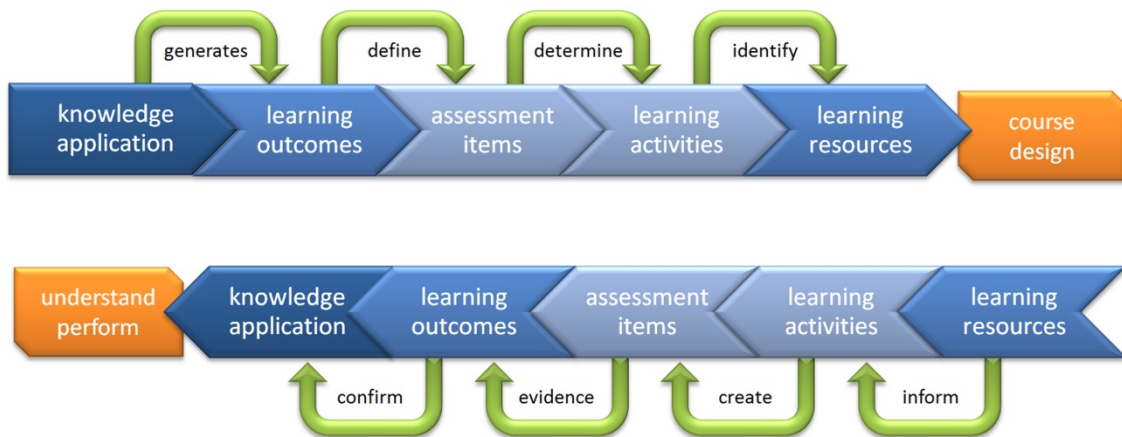 generates
define
determine
identify
knowledge
application
learning
outcomes
assessment
items
learning
activities
learning
resources
course
design
understand
perform
knowledge
application
learning
outcomes
assessment
items
learning
activities
learning
resources
confirm
evidence
create
inform